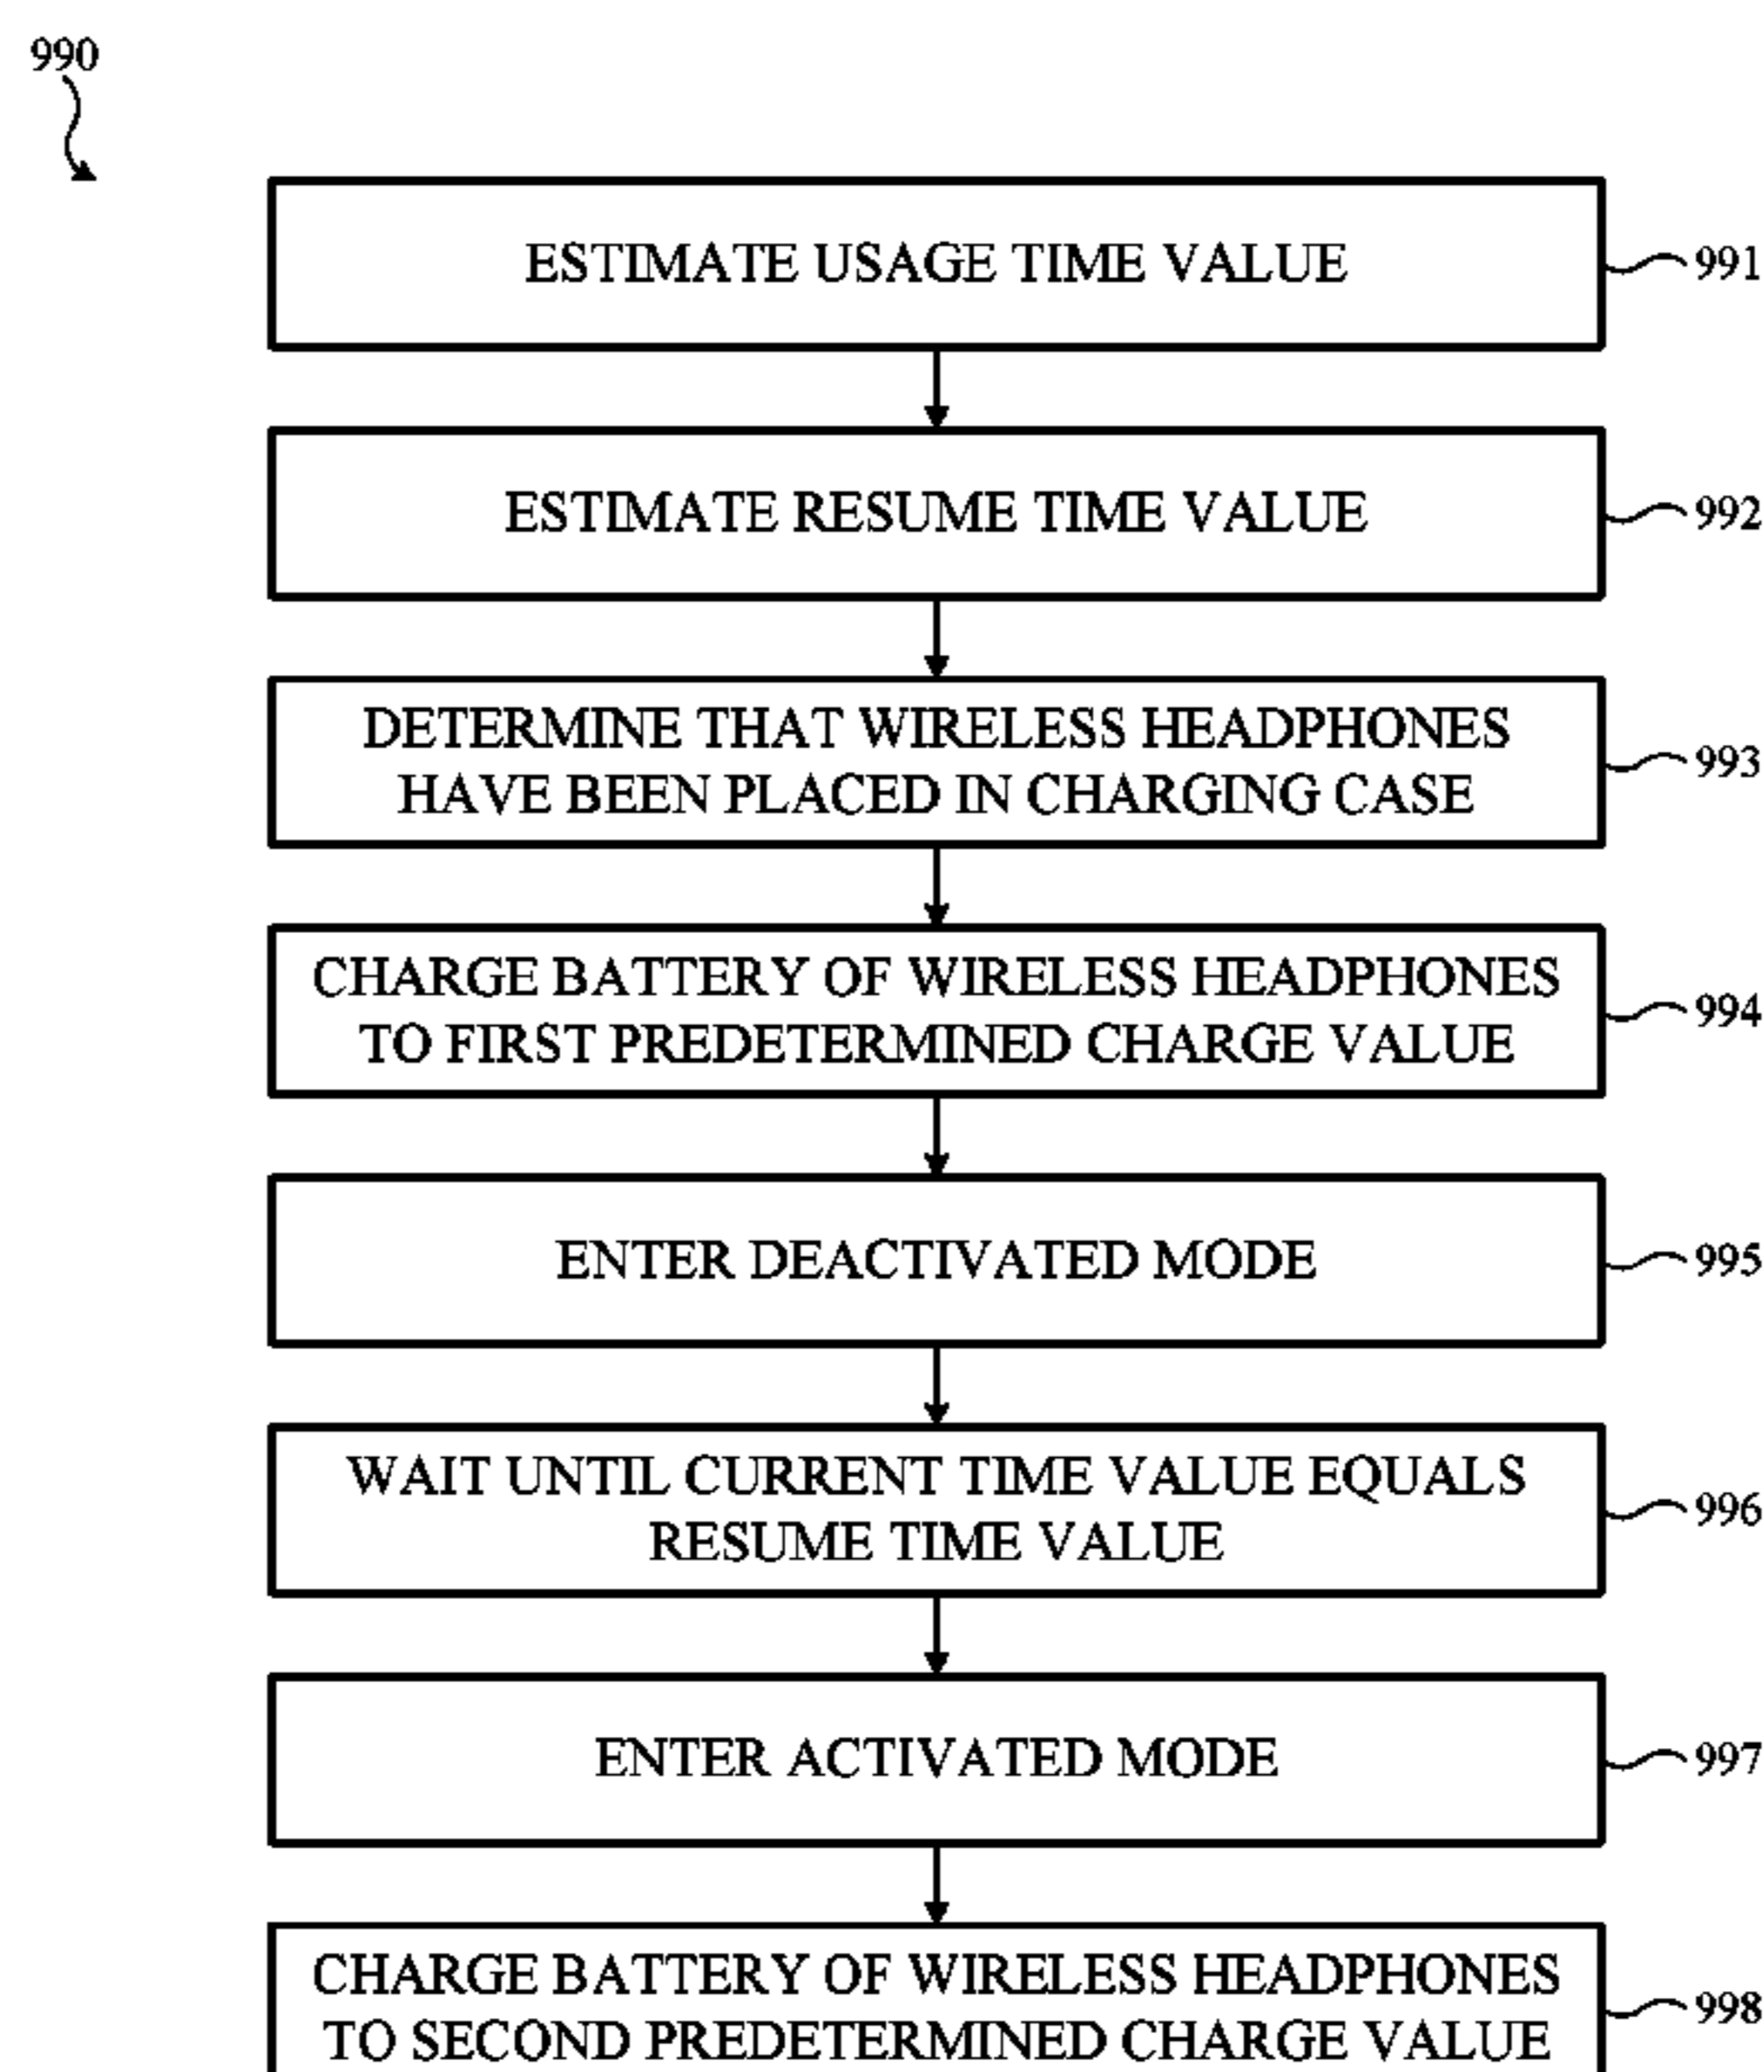 990
ESTIMATE USAGE TIME VALUE
991
ESTIMATE RESUME TIME VALUE
992
DETERMINE THAT WIRELESS HEADPHONES
HAVE BEEN PLACED IN CHARGING CASE
993
CHARGE BATTERY OF WIRELESS HEADPHONES
TO FIRST PREDETERMINED CHARGE VALUE
994
ENTER DEACTIVATED MODE
995
WAIT UNTIL CURRENT TIME VALUE EQUALS
RESUME TIME VALUE
996
ENTER ACTIVATED MODE
997
CHARGE BATTERY OF WIRELESS HEADPHONES
TO SECOND PREDETERMINED CHARGE VALUE
998